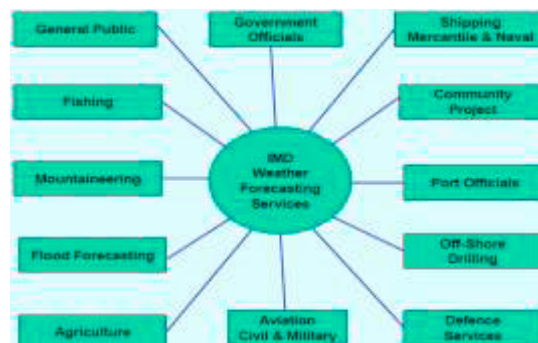 General Public
Government
Officials
Shipping
Mercantile & Naval
Fishing
Community
Project
IMD
Weather
Forecasting
Services
Mountaineering
Port Officials
Flood Forecasting
Off-Shore
Drilling
Agriculture
Aviation
Civil & Military
Defence
Services